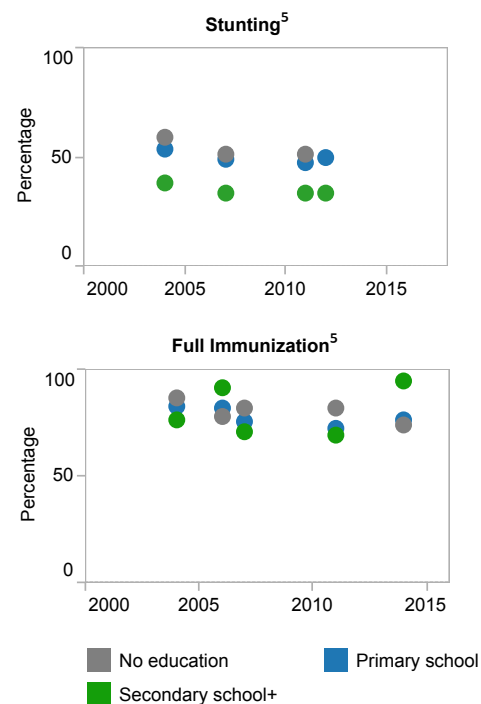 Stunting5
100
Percentage
50
0
2000 2005 2010 2015
Full Immunization5
100
Percentage
50
0
2000 2005 2010 2015
No education Primary school
Secondary school+